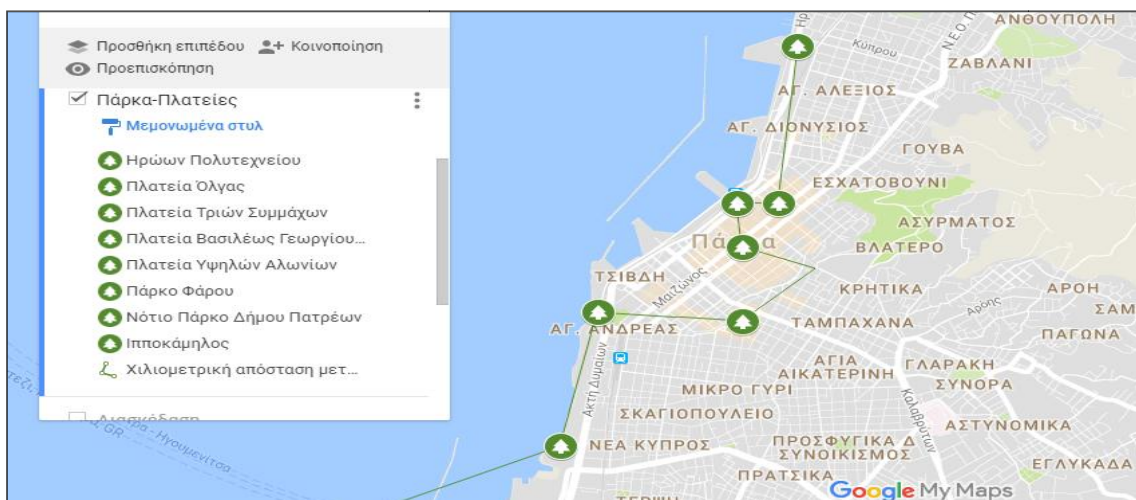 Προσθήκη επιπέδου Κοινοποίηση
Προεπισκόπηση
Πάρκα-Πλατείες
Μεμονωμένα στυλ
Ηρώων Πολυτεχνείου
Πλατεία Όλγας
Πλατεία Τριών Συμμάχων
Πλατεία Βασιλέως Γεωργίου...
Πλατεία Υψηλών Αλωνίων
Πάρκο Φάρου
Νότιο Πάρκο Δήμου Πατρέων
Ιπποκάμηλος
Χιλιομετρική απόσταση μετ...
Διασκέδαση
ΑΝΘΟΥΠΟΛΗ
Κύπρου
Ν.Ε.Ο.Π
ΖΑΒΛΑΝΙ
ΑΓ. ΑΛΕΞΙΟΣ
ΑΓ. ΔΙΟΝΥΣΙΟΣ
ΓΟΥΒΑ
ΕΣΧΑΤΟΒΟΥΝΙ
ΑΣΥΡΜΑΤΟΣ
ΒΛΑΤΕΡΟ
ΤΣΙΒΔΗ
Μαιζώνος
ΚΡΗΤΙΚΑ
Αρόης
ΑΡΟΗ
ΣΑΜ
ΑΓ. ΑΝΔΡΕΑΣ
ΤΑΜΠΑΧΑΝΑ
ΠΑΓΩΝΑ
ΑΓΙΑ
ΑΙΚΑΤΕΡΙΝΗ
ΓΛΑΡΑΚΗ
ΣΥΝΟΡΑ
Ακτή Δυμαίων
ΜΙΚΡΟ ΓΥΡΙ
Καλαβρύτων
ΣΚΑΓΙΟΠΟΥΛΕΙΟ
ΑΣΤΥΝΟΜΙΚΑ
ΝΕΑ ΚΥΠΡΟΣ
ΠΡΟΣΦΥΓΙΚΑ Δ
ΣΥΝΟΙΚΙΣΜΟΣ
ΕΓΛΥΚΑΔΑ
ΠΡΑΤΣΙΚΑ
GR - Ηγουμενίτσα
Google My Maps